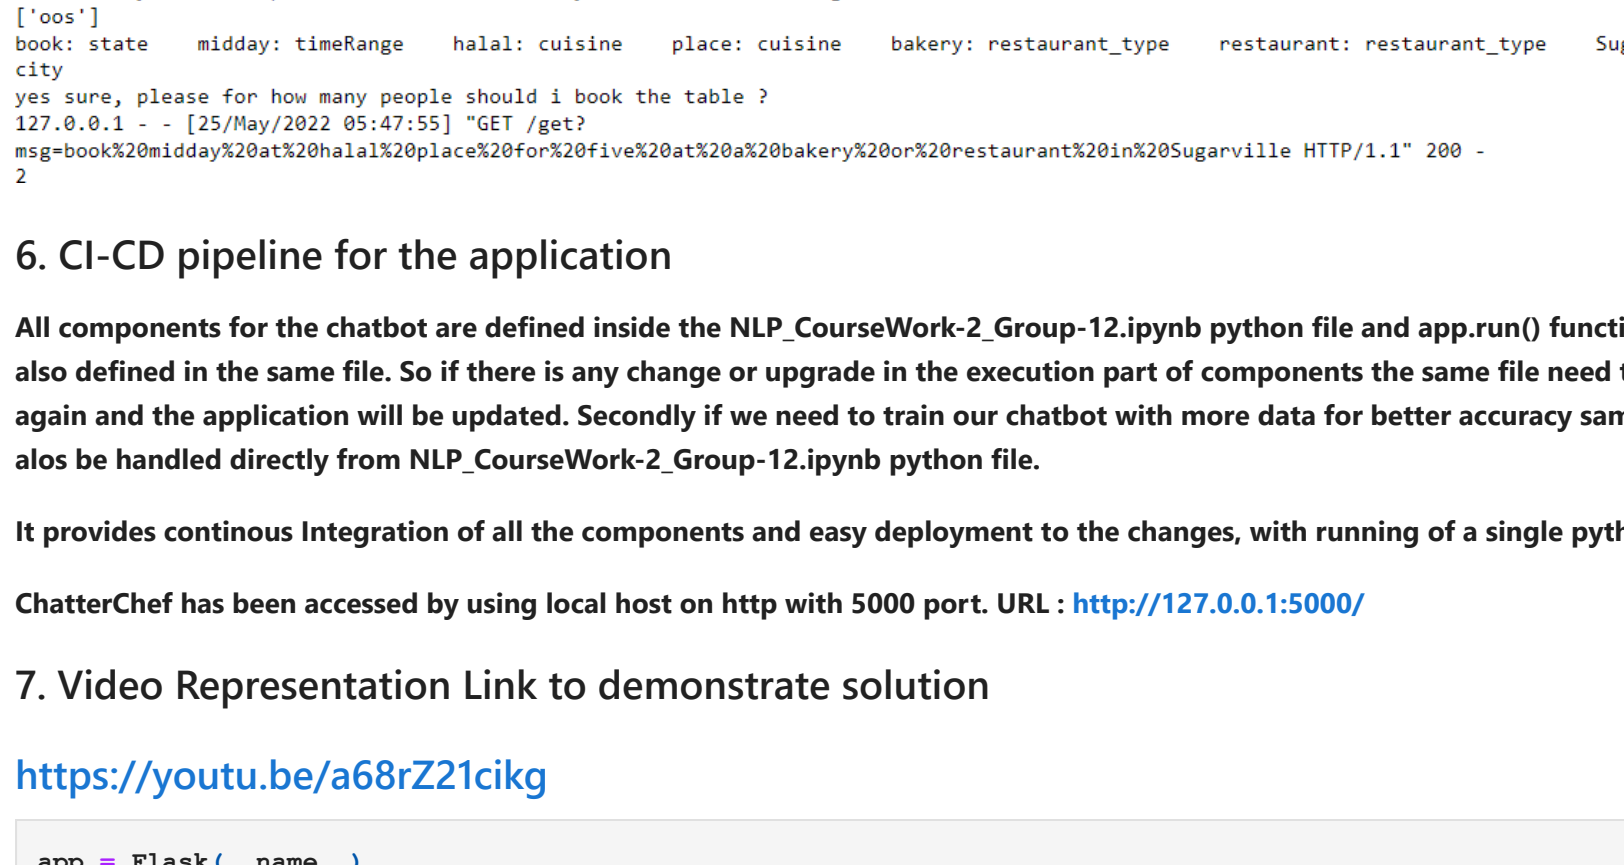 ['oos']
book: state midday: timeRange halal: cuisine place: cuisine bakery: restaurant_type restaurant: restaurant_type
city
yes sure, please for how many people should i book the table ?
127.0.0.1 - - [25/May/2022 05:47:55] "GET /get?
msg=book%20midday%20at%20halal%20place%20for%20five%20at%20a%20bakery%20or%20restaurant%20in%20Sugarville HTTP/1.1" 200 -
2
6. CI-CD pipeline for the application
All components for the chatbot are defined inside the NLP_CourseWork-2_Group-12.ipynb python file and app.run()
also defined in the same file. So if there is any change or upgrade in the execution part of components the same file need
again and the application will be updated. Secondly if we need to train our chatbot with more data for better accuracy
alos be handled directly from NLP_CourseWork-2_Group-12.ipynb python file.
It provides continous Integration of all the components and easy deployment to the changes, with running of a single
ChatterChef has been accessed by using local host on http with 5000 port. URL : http://127.0.0.1:5000/
7. Video Representation Link to demonstrate solution
https://youtu.be/a68rZ21cikg
app = Flask(__name__)